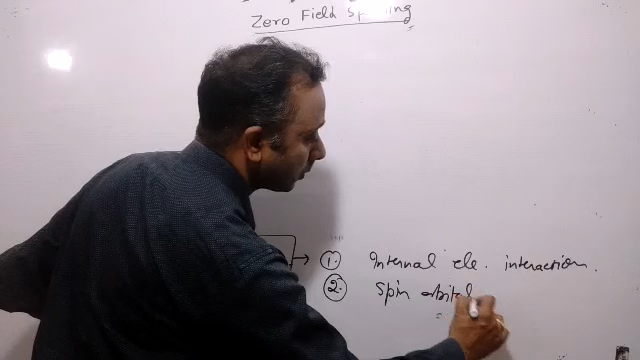 Zero Field Splitting
1. Internal ele. interaction.
2. Spin orbital